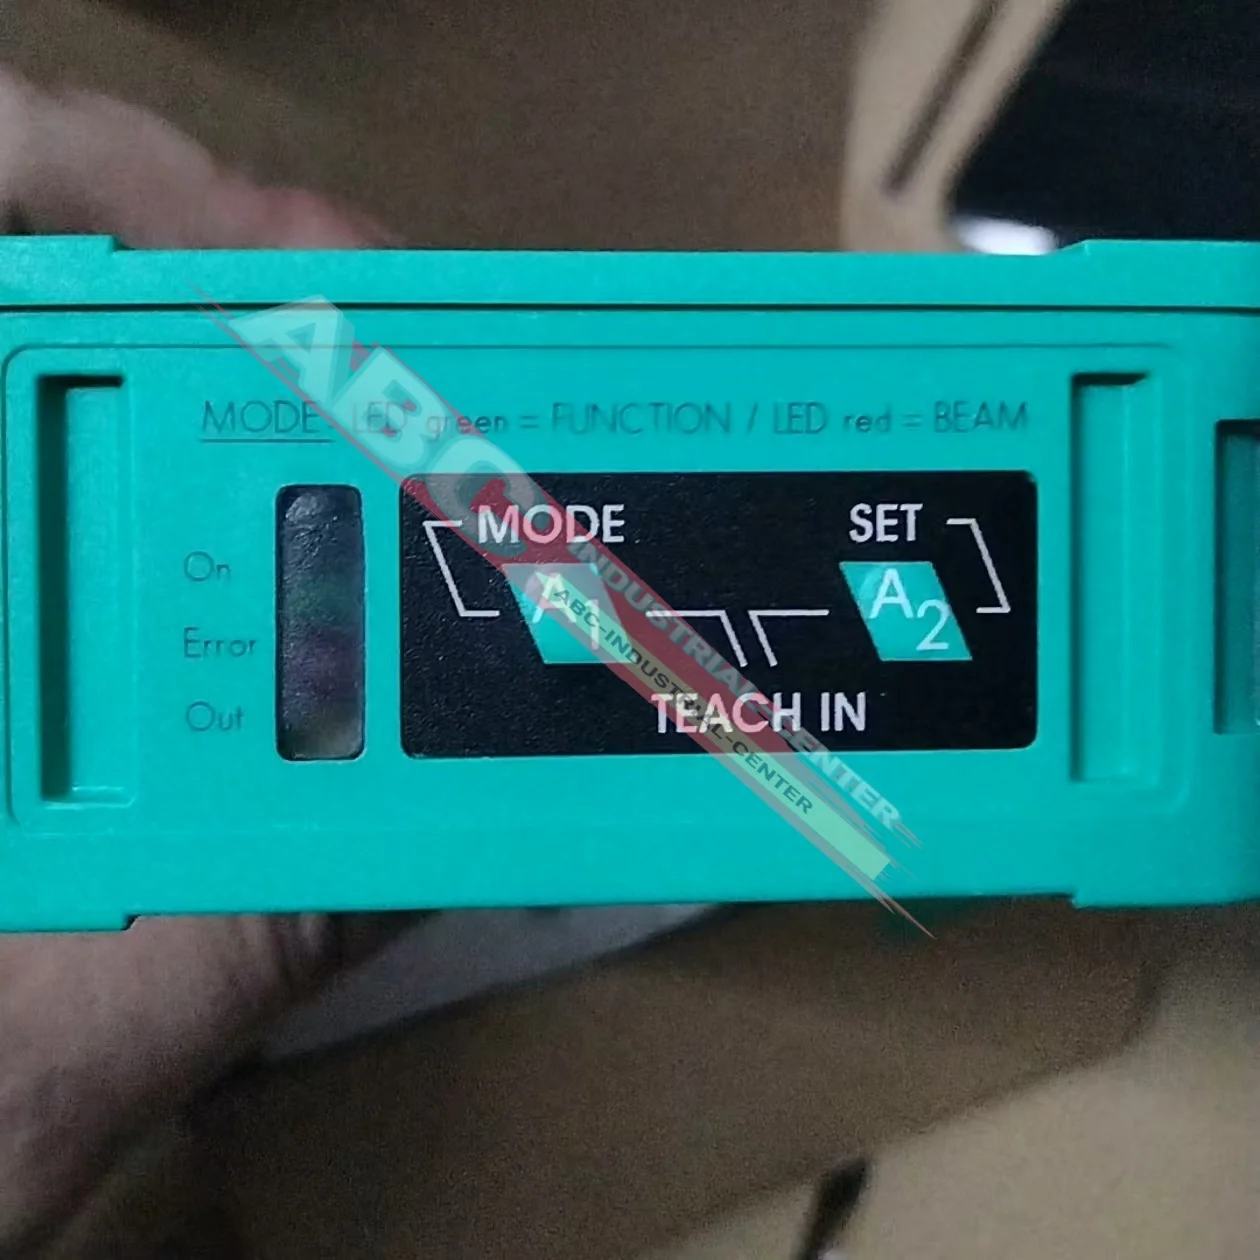 MODE LED green = FUNCTION / LED red = BEAM
MODE
SET
On
A1
A2
Error
Out
TEACH IN
ABC
INDUSTRIAL-CENTER
ABC-INDUSTRIAL-CENTER